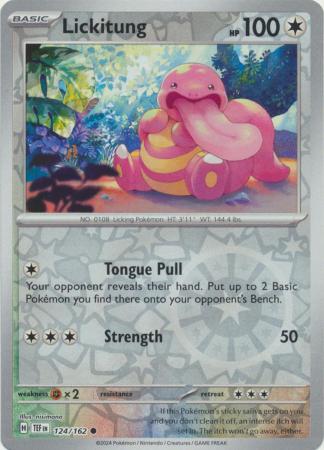 BASIC
Lickitung
HP 100
NO. 0108 Licking Pokémon HT: 3'11" WT: 144.4 lbs.
Tongue Pull
Your opponent reveals their hand. Put up to 2 Basic
Pokémon you find there onto your opponent's Bench.
Strength 50
weakness ×2 resistance retreat
Illus. nisimono
H TEF EN 124/162
If this Pokémon's sticky saliva gets on
you and you don't clean it off, an intense itch
will set in. The itch won't go away, either.
©2024 Pokémon / Nintendo / Creatures / GAME FREAK